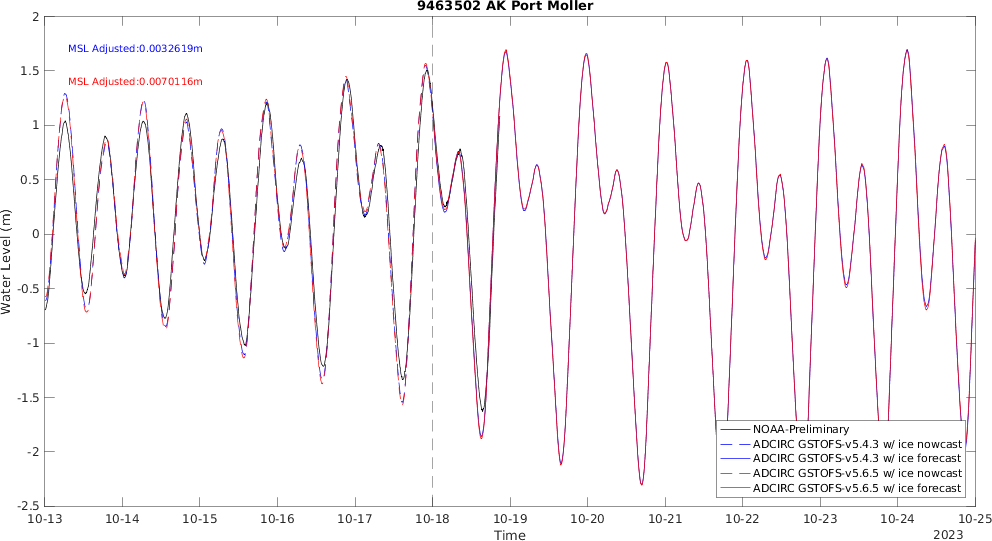 9463502 AK Port Moller
MSL Adjusted:0.0032619m
MSL Adjusted:0.0070116m
Water Level (m)
2
1.5
1
0.5
0
-0.5
-1
-1.5
-2
-2.5
NOAA-Preliminary
ADCIRC GSTOFS-v5.4.3 w/ ice nowcast
ADCIRC GSTOFS-v5.4.3 w/ ice forecast
ADCIRC GSTOFS-v5.6.5 w/ ice nowcast
ADCIRC GSTOFS-v5.6.5 w/ ice forecast
10-13 10-14 10-15 10-16 10-17 10-18 10-19 10-20 10-21 10-22 10-23 10-24 10-25
Time
2023